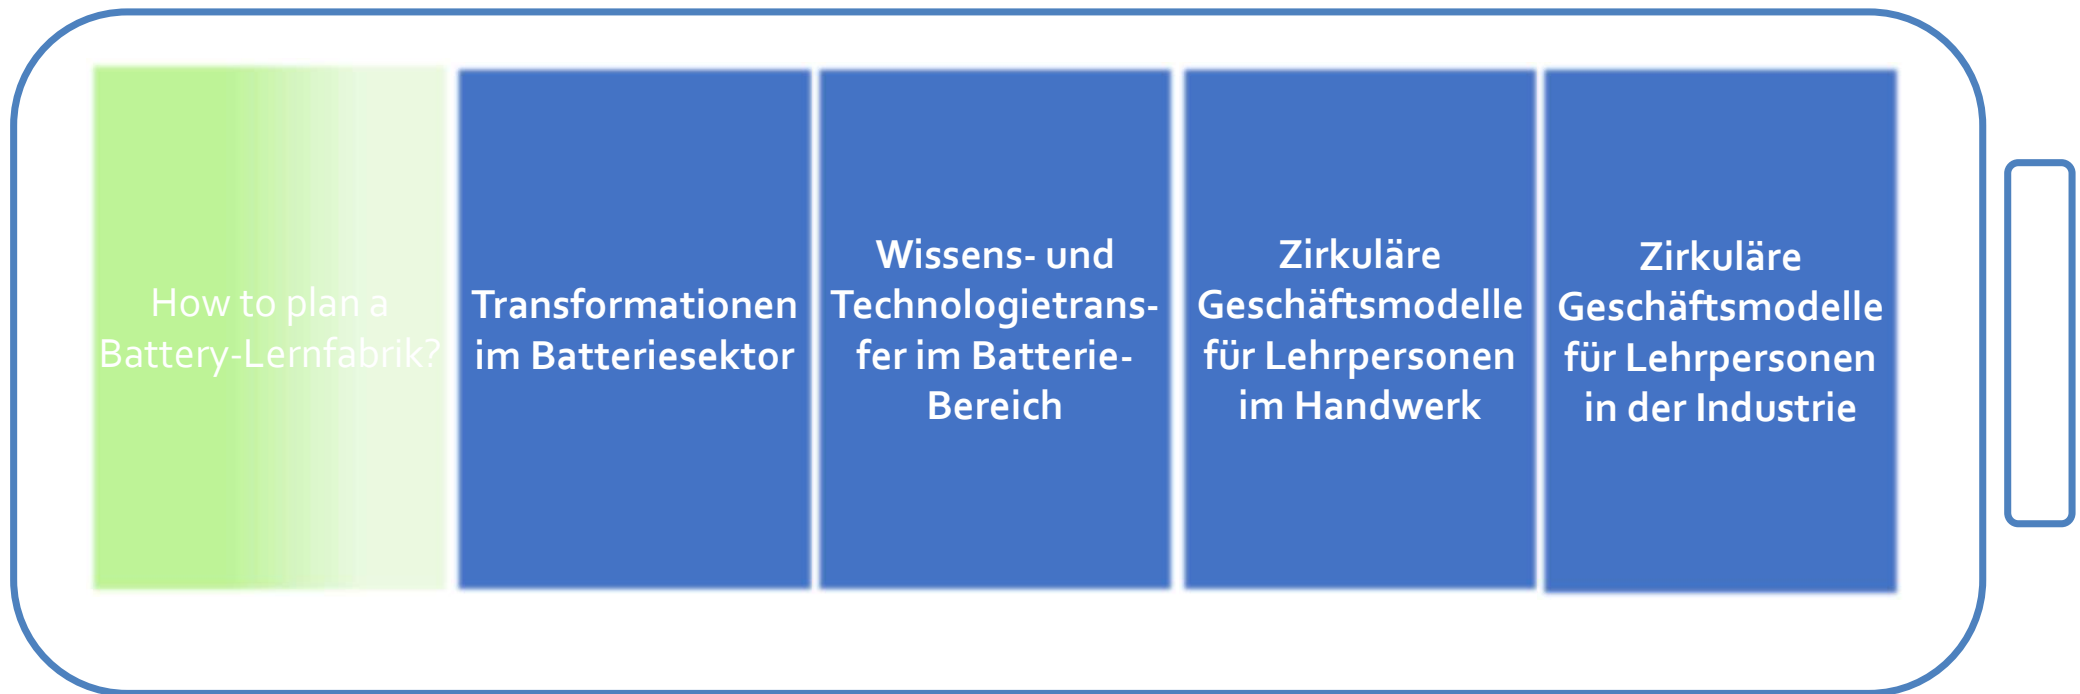 How to plan a
Battery-Lernfabrik?
Transformationen
im Batteriesektor
Wissens- und
Technologietrans-
fer im Batterie-
Bereich
Zirkuläre
Geschäftsmodelle
für Lehrpersonen
im Handwerk
Zirkuläre
Geschäftsmodelle
für Lehrpersonen
in der Industrie